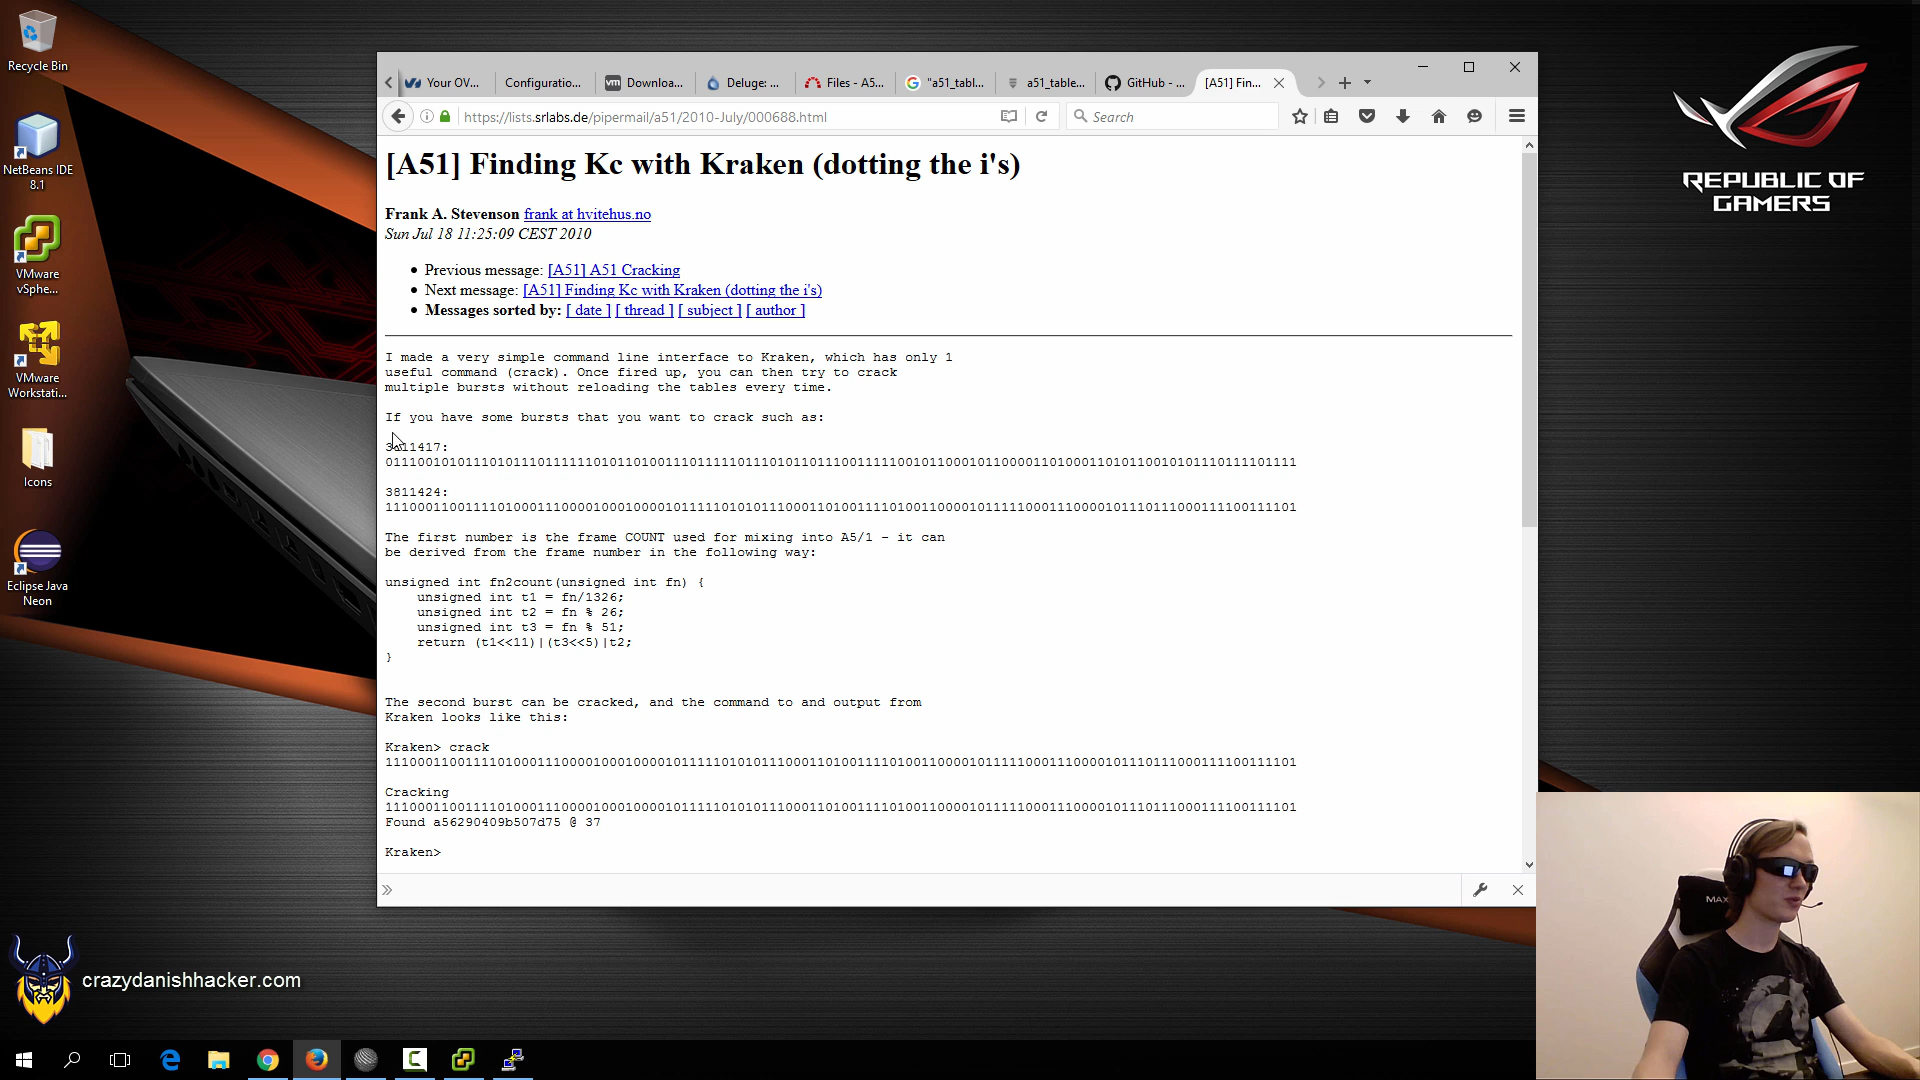 Recycle Bin
NetBeans IDE
8.1
VMware
vSphe...
VMware
Workstati...
Icons
Eclipse Java
Neon
crazydanishhacker.com
REPUBLIC OF
GAMERS
Your OV...
Configuratio...
vm Downloa...
Deluge: ...
Files - A5...
"a51_tabl...
a51_table...
GitHub - ...
[A51] Fin...
https://lists.srlabs.de/pipermail/a51/2010-July/000688.html
Search
[A51] Finding Kc with Kraken (dotting the i's)
Frank A. Stevenson frank at hvitehus.no
Sun Jul 18 11:25:09 CEST 2010
Previous message: [A51] A51 Cracking
Next message: [A51] Finding Kc with Kraken (dotting the i's)
Messages sorted by: [ date ] [ thread ] [ subject ] [ author ]
I made a very simple command line interface to Kraken, which has only 1
useful command (crack). Once fired up, you can then try to crack
multiple bursts without reloading the tables every time.
If you have some bursts that you want to crack such as:
3811417:
3811424:
The first number is the frame COUNT used for mixing into A5/1 - it can
be derived from the frame number in the following way:
unsigned int fn2count(unsigned int fn) {
unsigned int t1 = fn/1326;
unsigned int t2 = fn % 26;
unsigned int t3 = fn % 51;
return (t1<<11)|(t3<<5)|t2;
}
The second burst can be cracked, and the command to and output from
Kraken looks like this:
Kraken> crack
Cracking
Found a56290409b507d75 @ 37
Kraken>
MAX